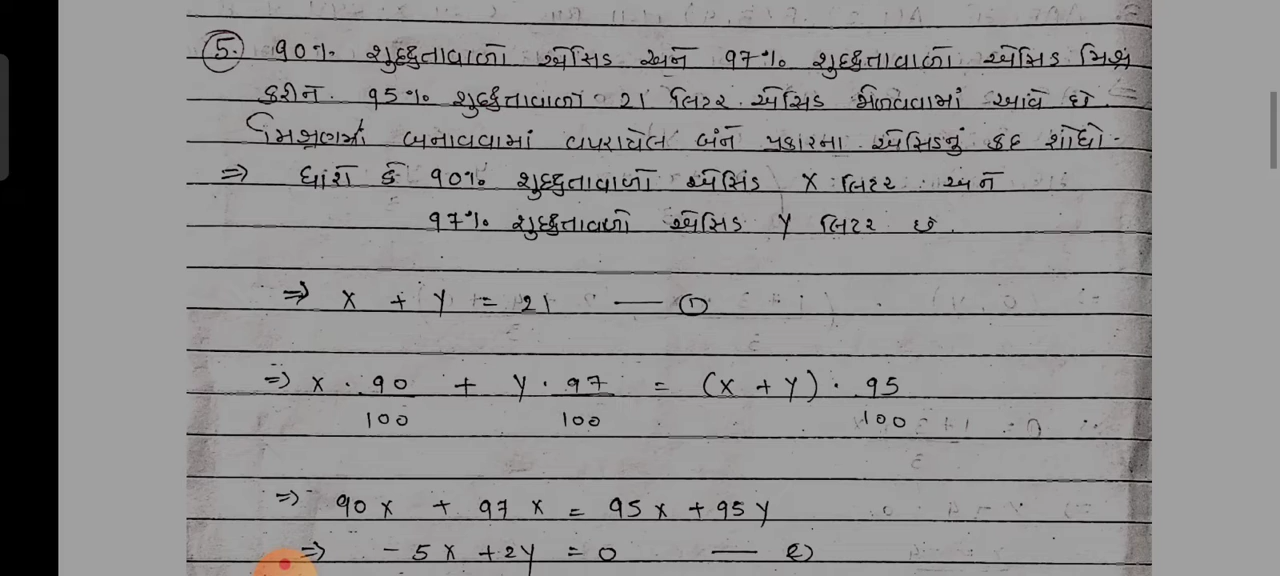 5. 90% શુદ્ધતાવાળો એસિડ અને 97% શુદ્ધતાવાળો એસિડ મિશ્ર
કરીને 95% શુદ્ધતાવાળા 21 લિટર એસિડ મેળવવામાં આવે છે.
મિશ્રણમાં બનાવવામાં વપરાયેલ બંને પ્રકારના એસિડનું કદ શોધો.
⇒ ધારો કે 90% શુદ્ધતાવાળો એસિડ x લિટર અને
97% શુદ્ધતાવાળો એસિડ y લિટર છે.
⇒ x + y = 21 — ①
⇒ x · 90/100 + y · 97/100 = (x + y) · 95/100
⇒ 90x + 97x = 95x + 95y
⇒ -5x + 2y = 0 — 2)